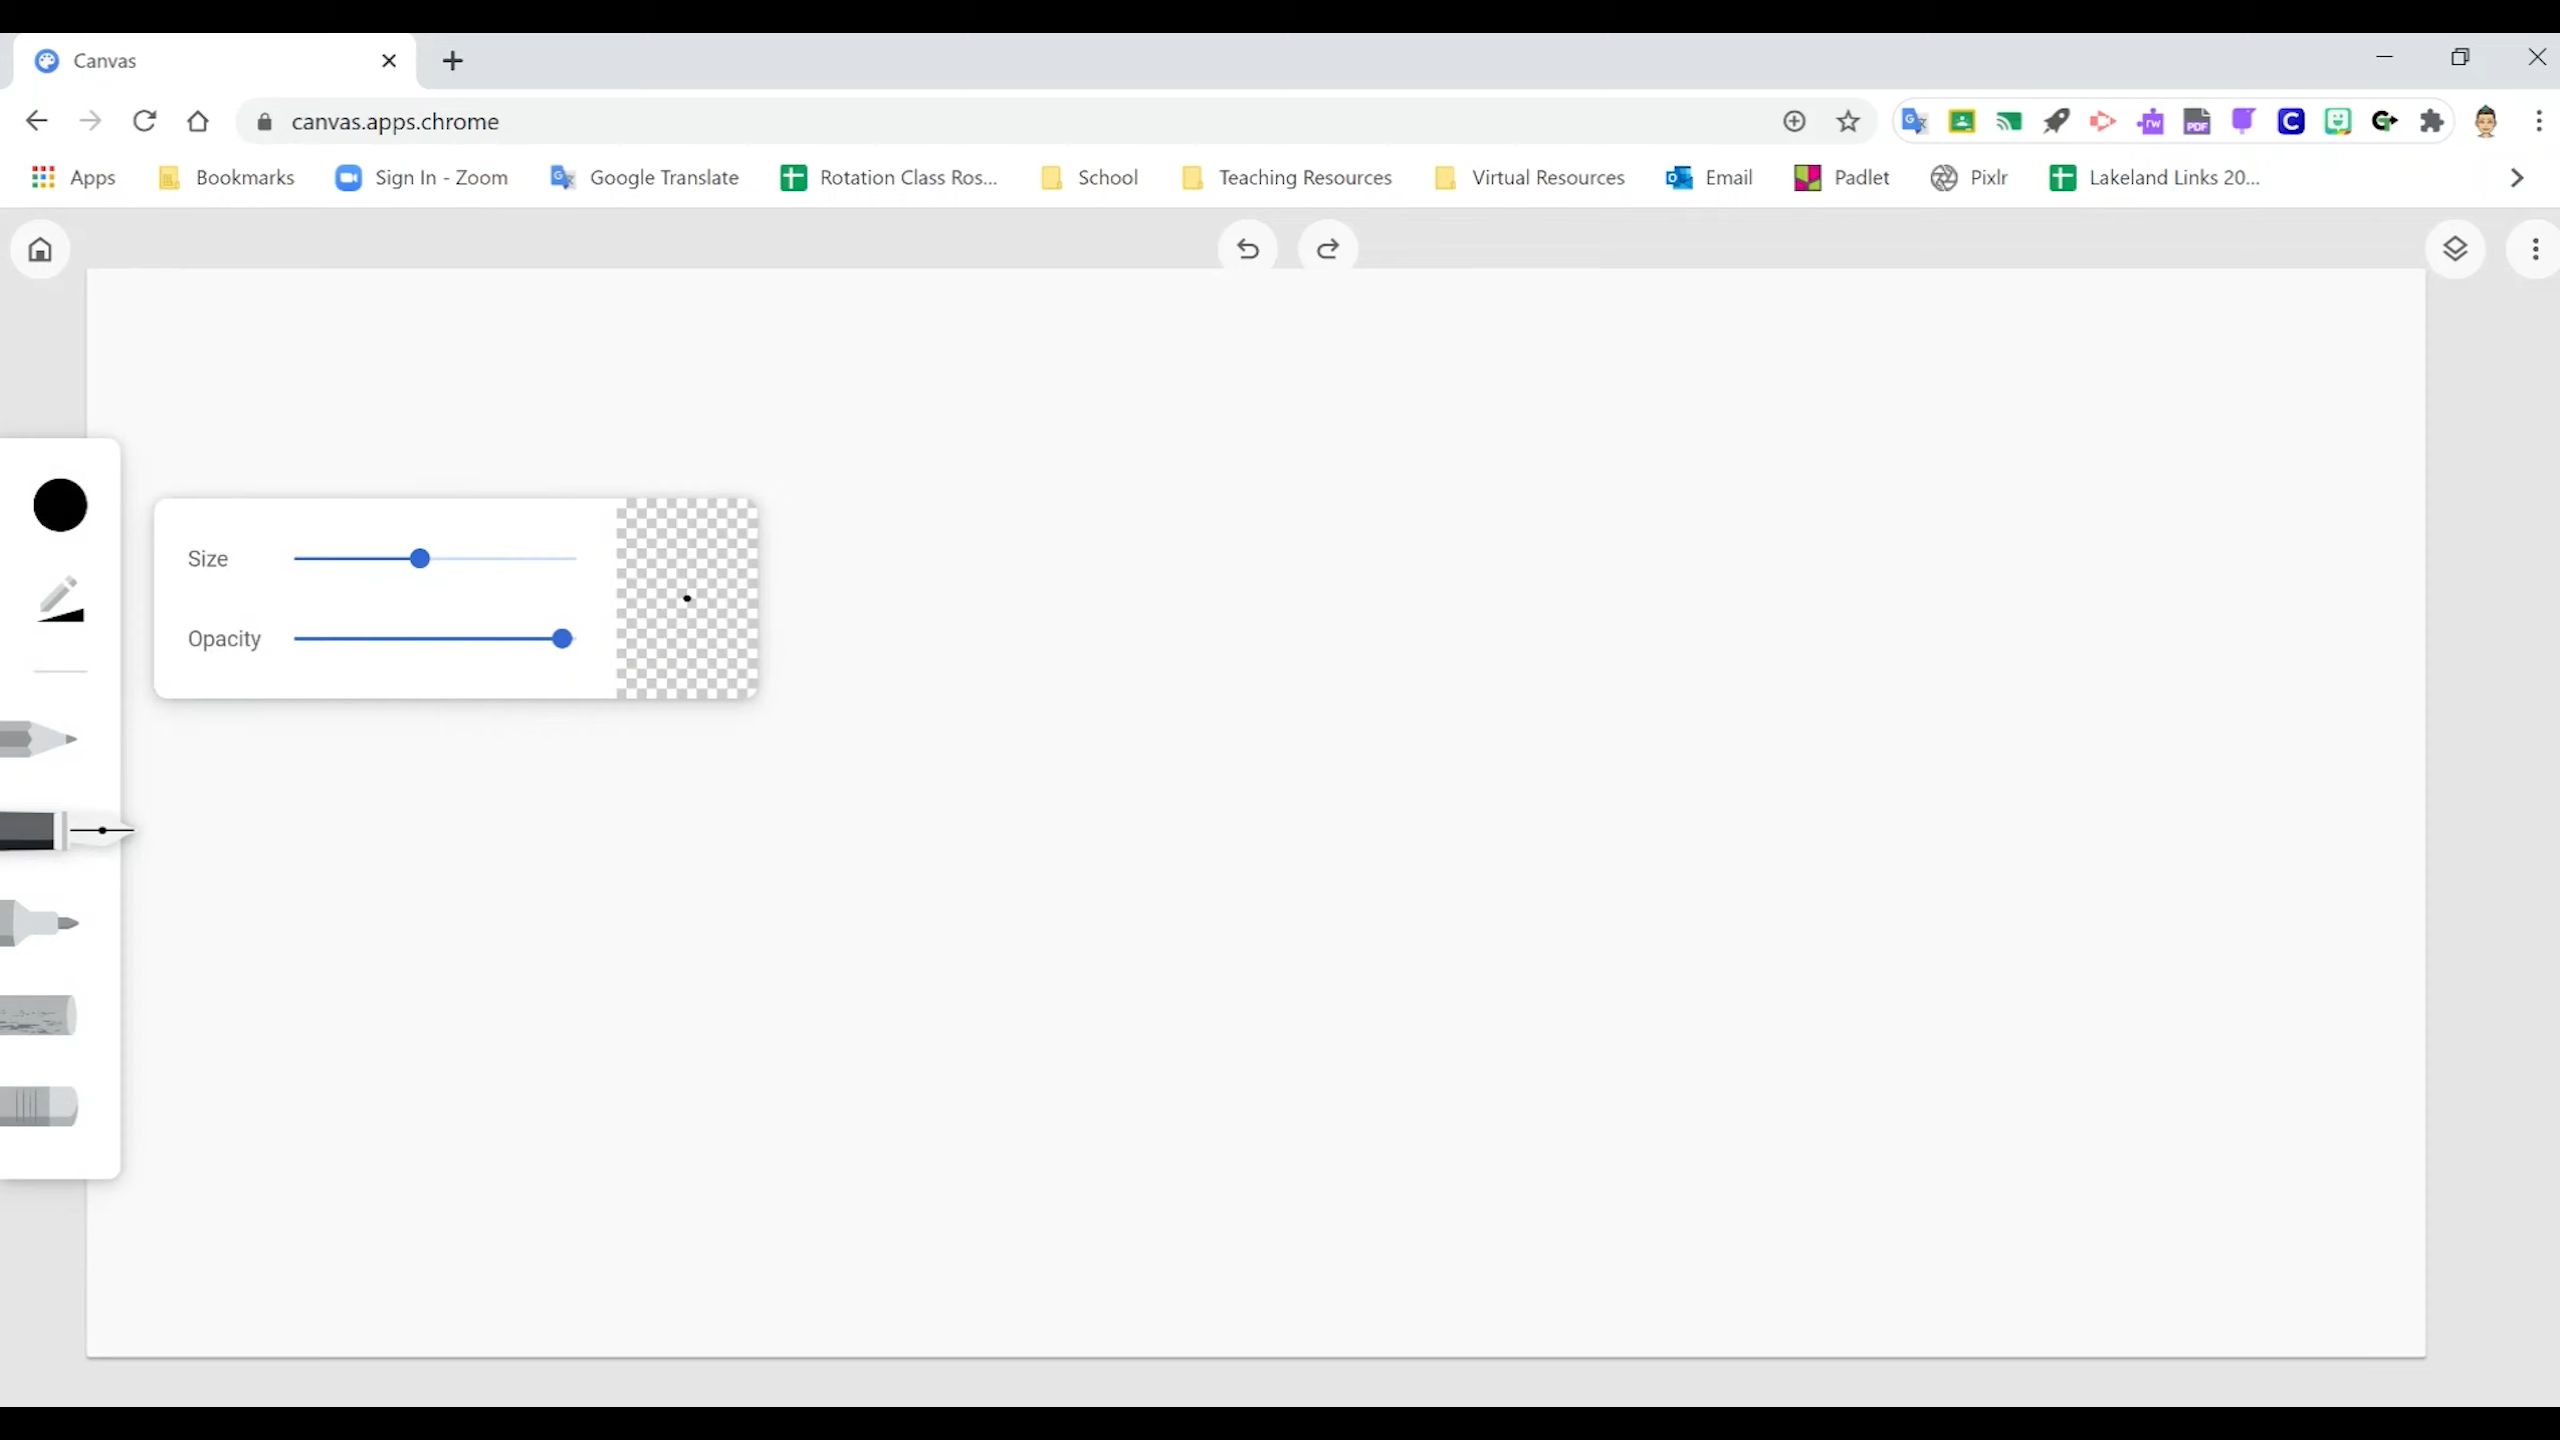 Canvas
canvas.apps.chrome
Apps Bookmarks Sign In - Zoom Google Translate Rotation Class Ros... School Teaching Resources Virtual Resources Email Padlet Pixlr Lakeland Links 20...
Size
Opacity